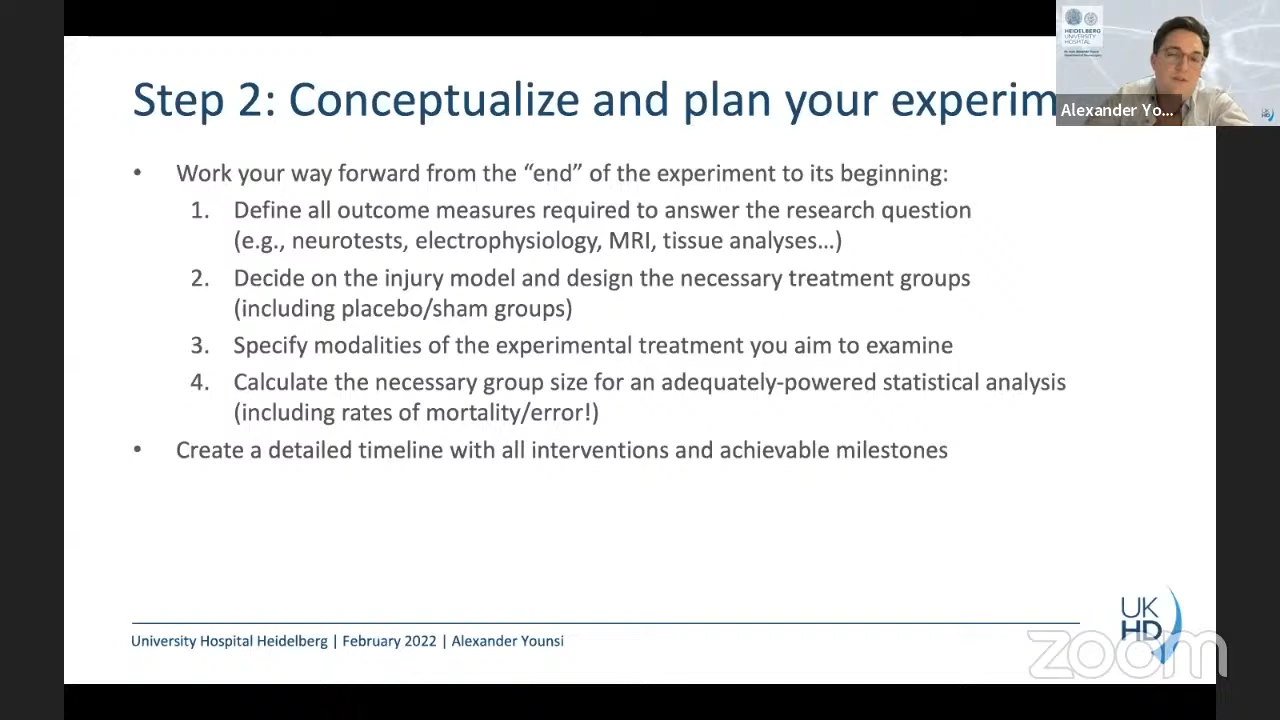 HEIDELBERG
UNIVERSITY
HOSPITAL
Alexander Yo...
Step 2: Conceptualize and plan your experim
• Work your way forward from the “end” of the experiment to its beginning:
1. Define all outcome measures required to answer the research question
(e.g., neurotests, electrophysiology, MRI, tissue analyses…)
2. Decide on the injury model and design the necessary treatment groups
(including placebo/sham groups)
3. Specify modalities of the experimental treatment you aim to examine
4. Calculate the necessary group size for an adequately-powered statistical analysis
(including rates of mortality/error!)
• Create a detailed timeline with all interventions and achievable milestones
University Hospital Heidelberg | February 2022 | Alexander Younsi
UK
HD
zoom